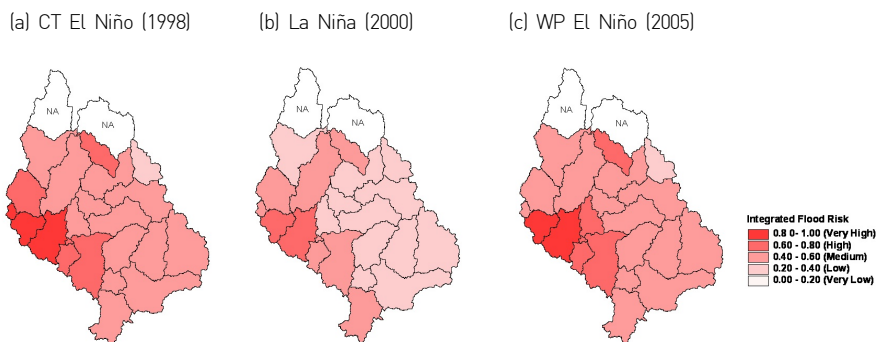 (a) CT El Niño (1998)
(b) La Niña (2000)
(c) WP El Niño (2005)
NA
NA
NA
NA
NA
NA
Integrated Flood Risk
0.8 0- 1.00 (Very High)
0.60 - 0.80 (High)
0.40 - 0.60 (Medium)
0.20 - 0.40 (Low)
0.00 - 0.20 (Very Low)